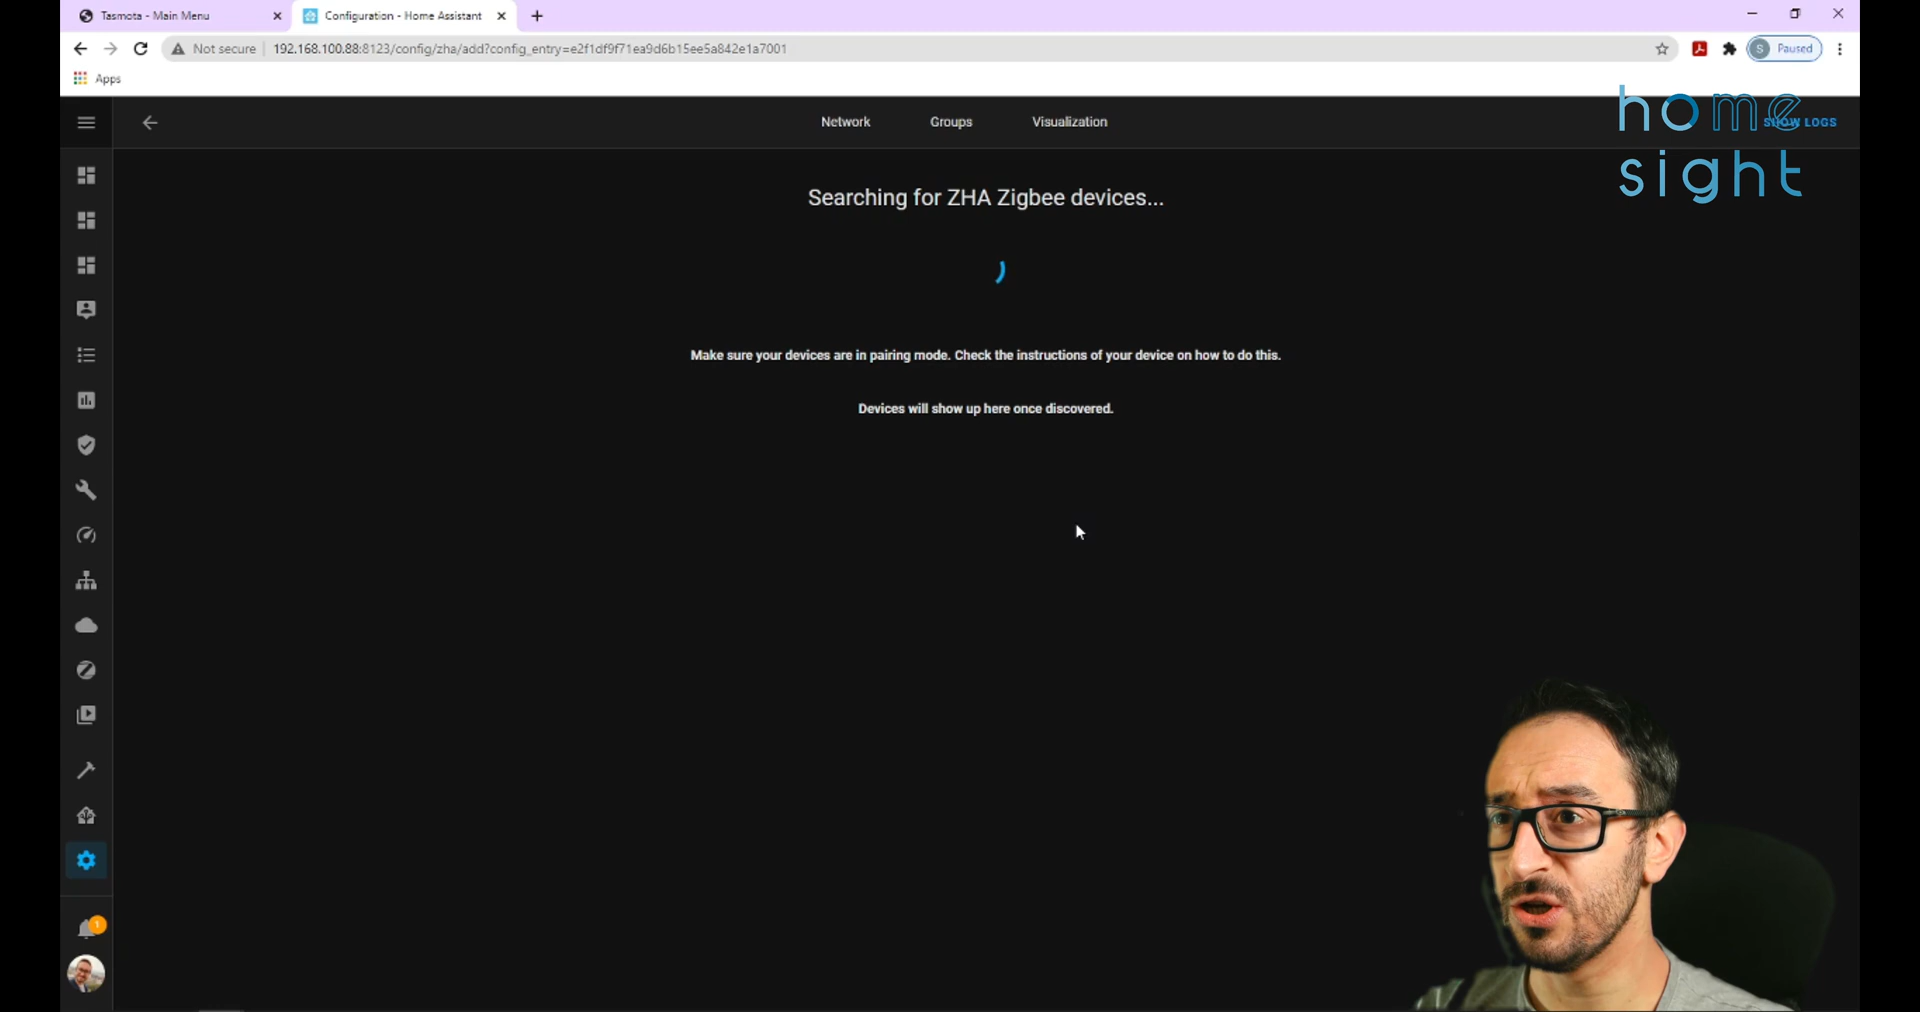 Tasmota - Main Menu
Configuration - Home Assistant
Not secure
192.168.100.88:8123/config/zha/add?config_entry=e2f1df9f71ea9d6b15ee5a842e1a7001
S
Paused
Apps
Network
Groups
Visualization
SHOW LOGS
home
sight
Searching for ZHA Zigbee devices...
Make sure your devices are in pairing mode. Check the instructions of your device on how to do this.
Devices will show up here once discovered.
1